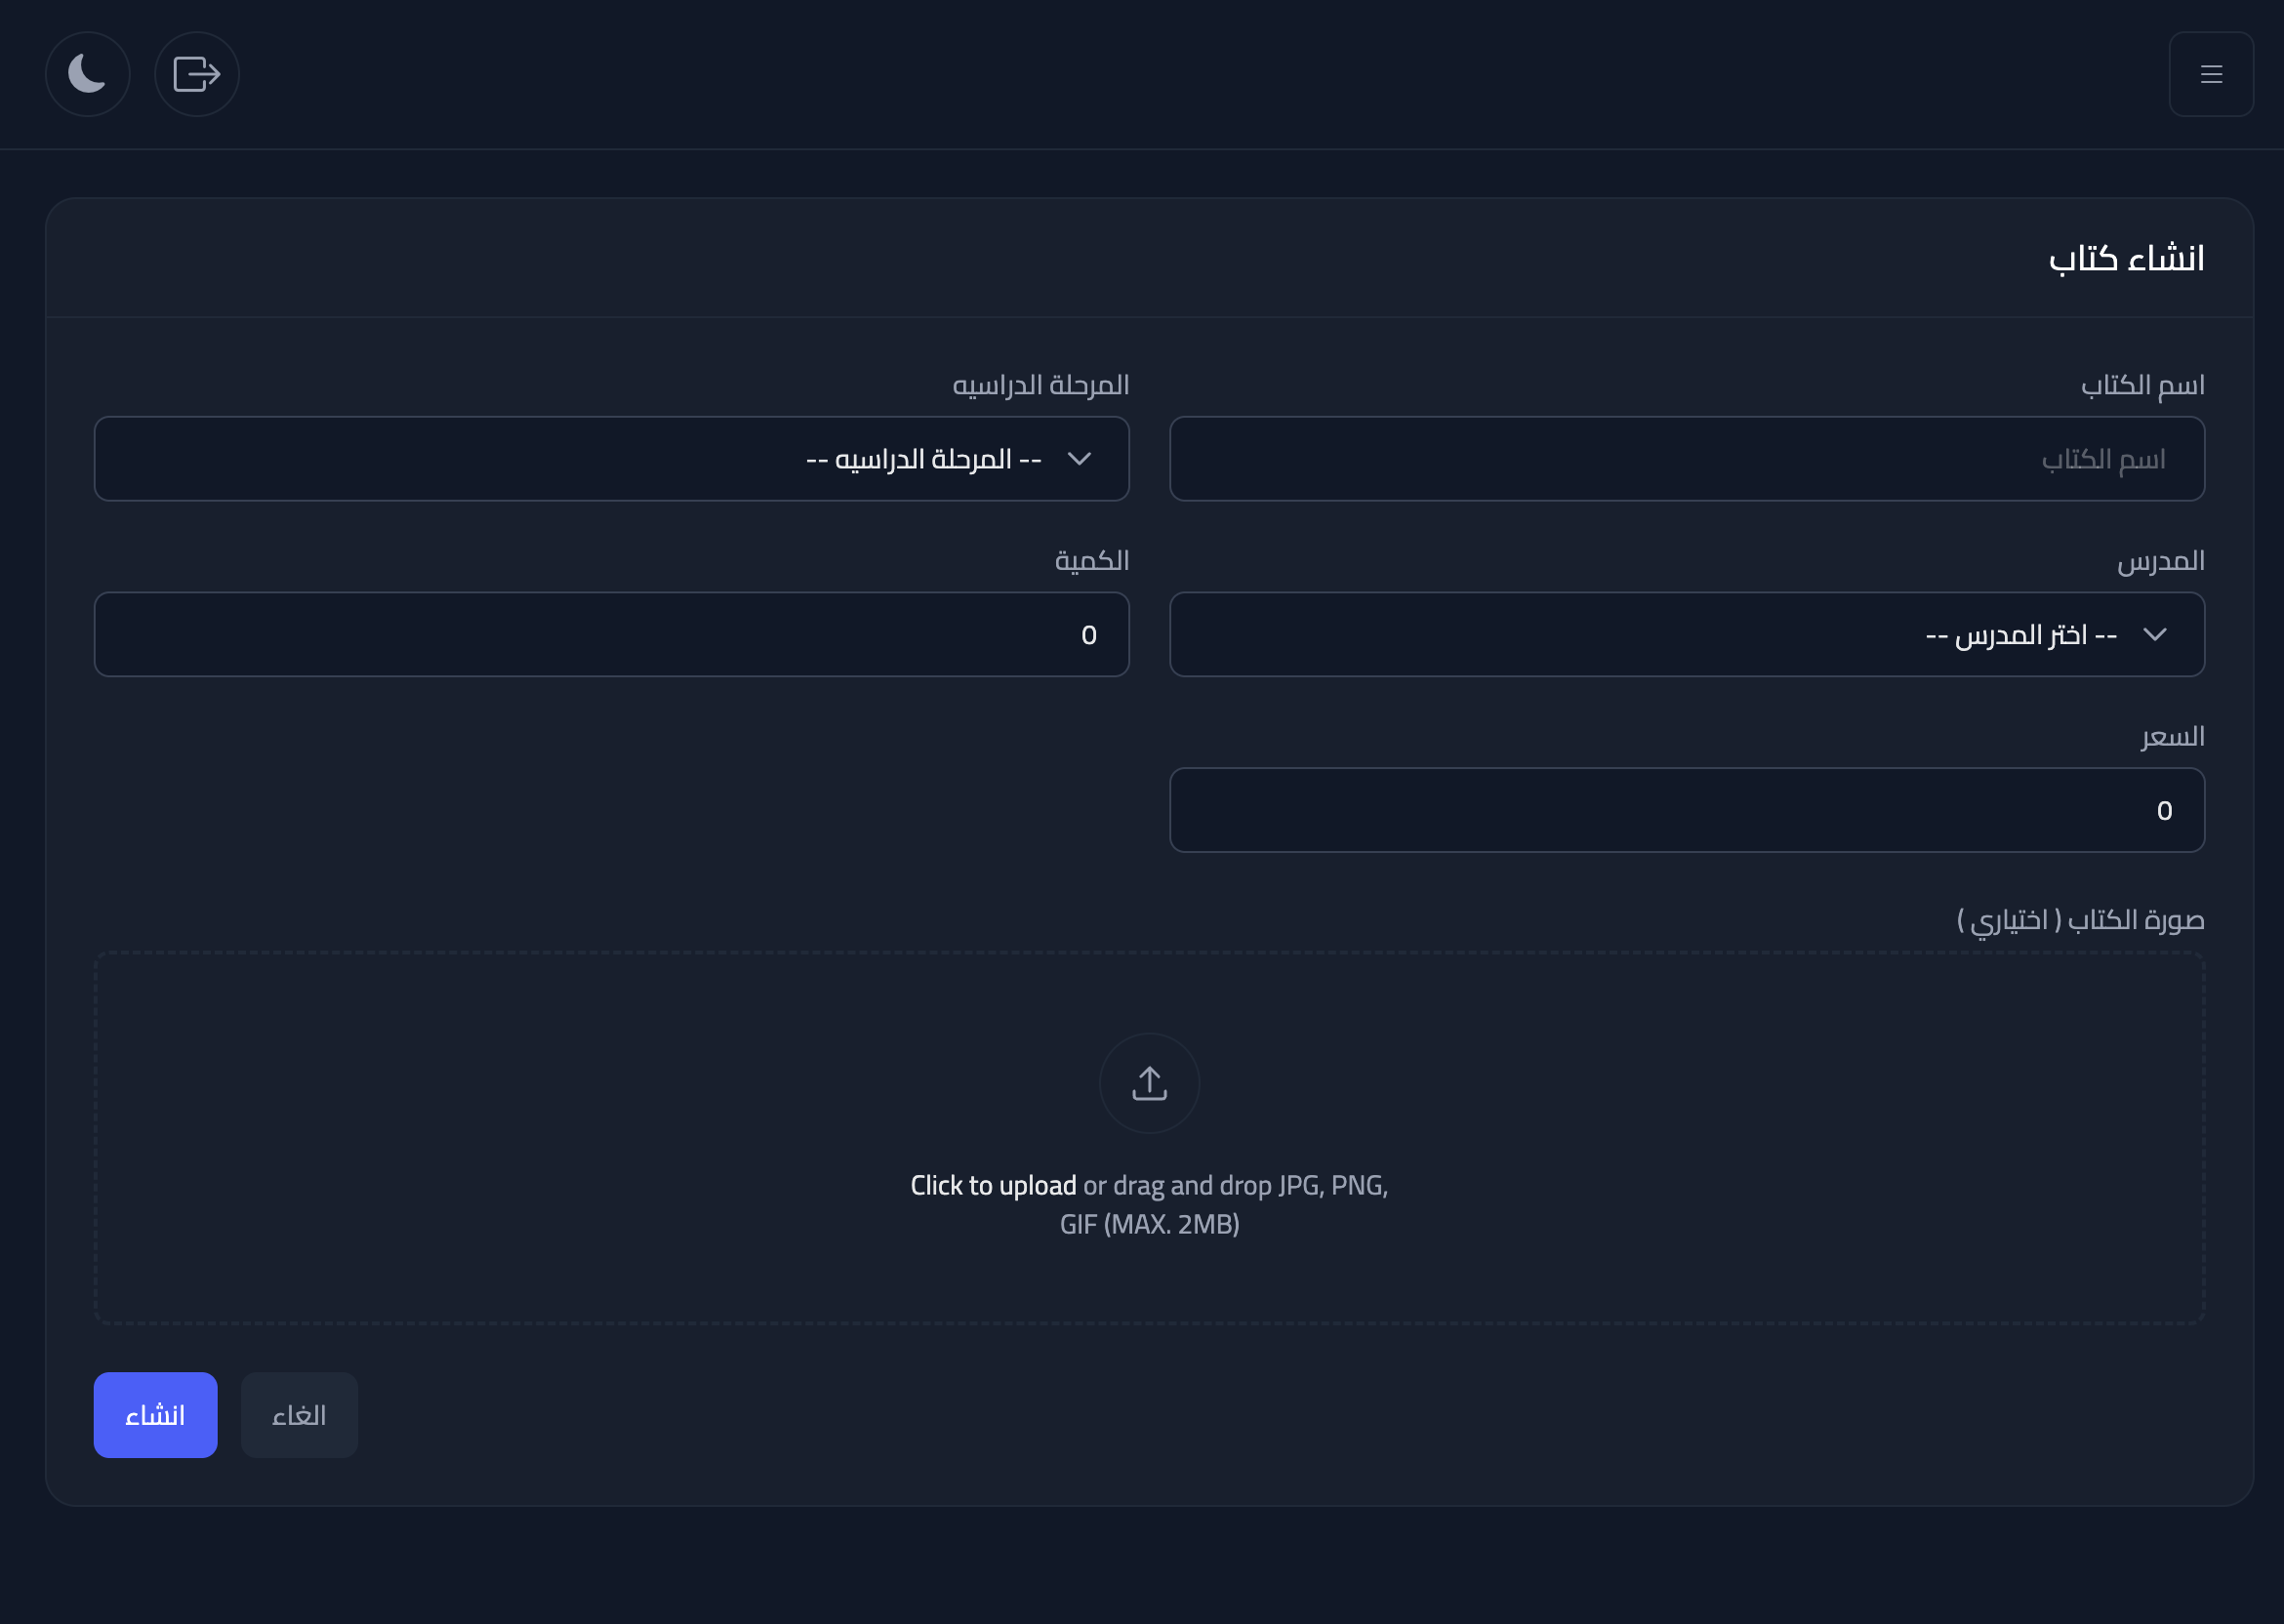 انشاء كتاب
اسم الكتاب
اسم الكتاب
المرحلة الدراسيه
-- المرحلة الدراسيه --
المدرس
-- اختر المدرس --
الكمية
0
السعر
0
صورة الكتاب ( اختياري )
Click to upload or drag and drop JPG, PNG,
GIF (MAX. 2MB)
الغاء
انشاء